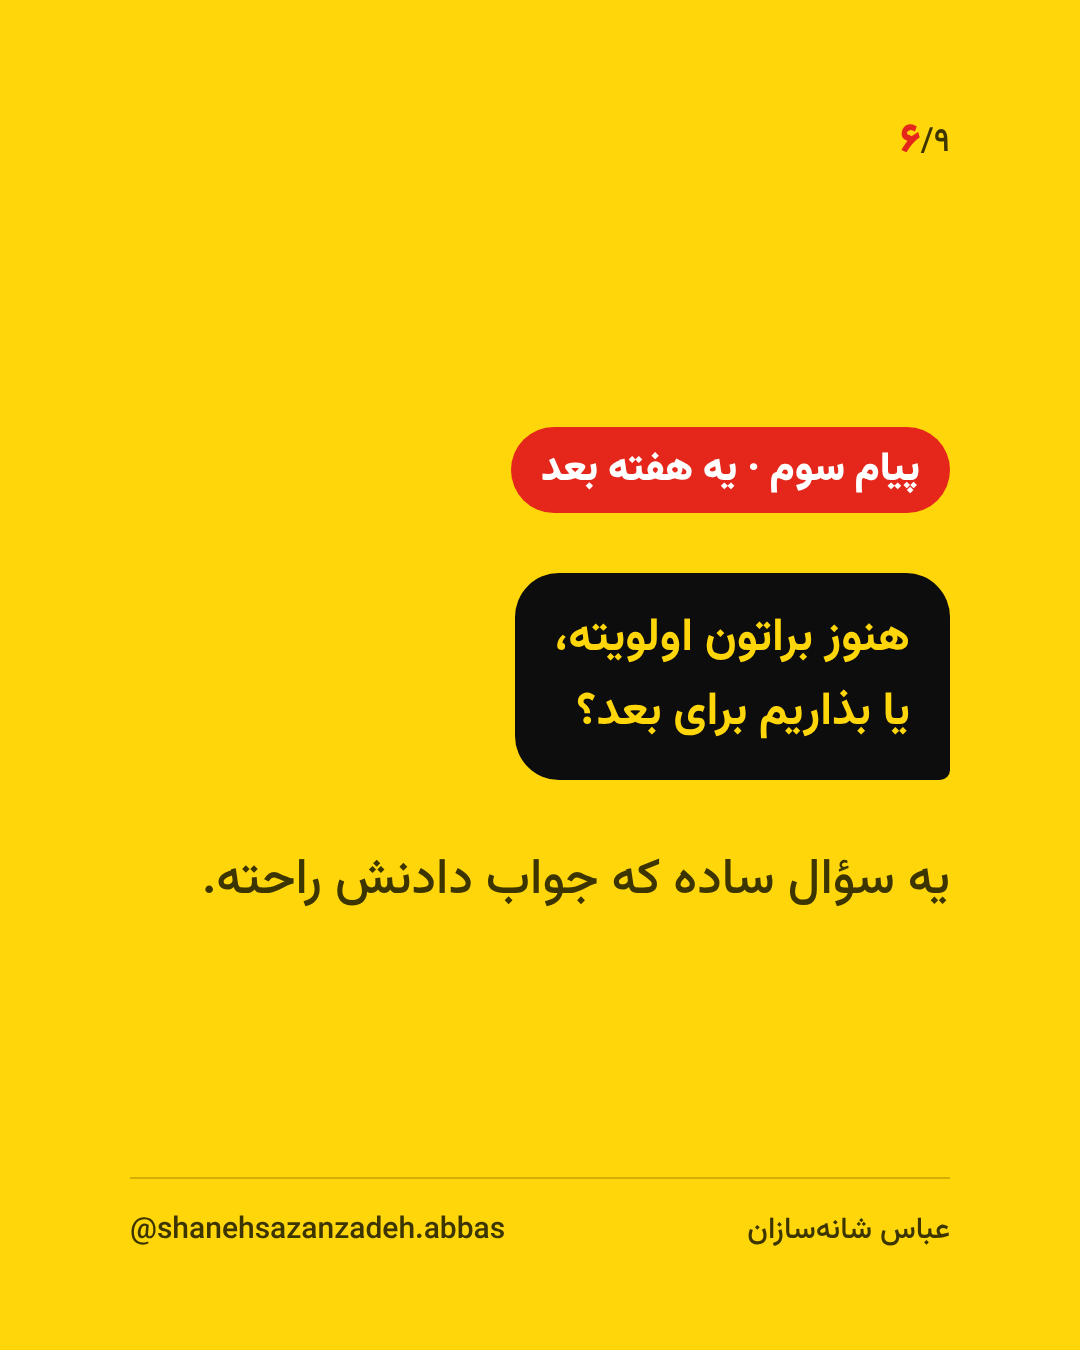 ۶/۹
پیام سوم · یه هفته بعد
هنوز براتون اولویته،
یا بذاریم برای بعد؟
یه سؤال ساده که جواب دادنش راحته.
عباس شانه‌سازان
@shanehsazanzadeh.abbas